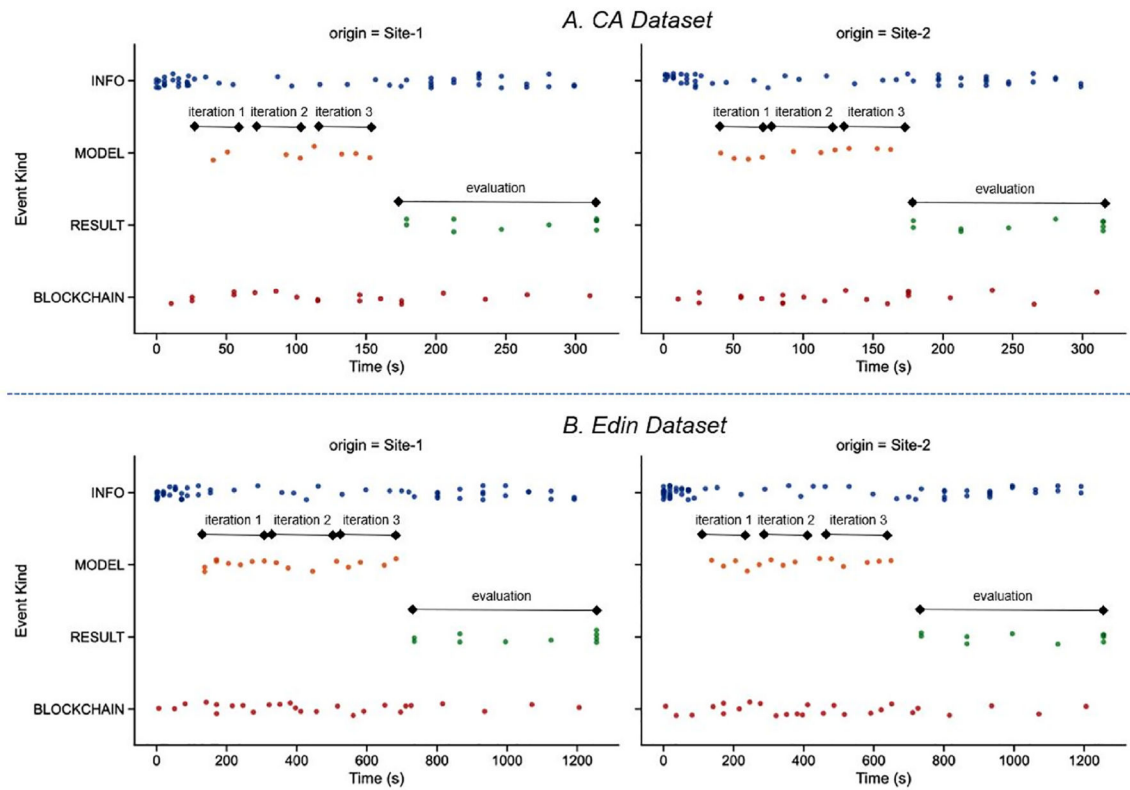 A. CA Dataset
origin = Site-1
origin = Site-2
Event Kind
INFO
MODEL
RESULT
BLOCKCHAIN
iteration 1 iteration 2 iteration 3
evaluation
iteration 1 iteration 2 iteration 3
evaluation
0 50 100 150 200 250 300
Time (s)
0 50 100 150 200 250 300
Time (s)
B. Edin Dataset
origin = Site-1
origin = Site-2
Event Kind
INFO
MODEL
RESULT
BLOCKCHAIN
iteration 1 iteration 2 iteration 3
evaluation
iteration 1 iteration 2 iteration 3
evaluation
0 200 400 600 800 1000 1200
Time (s)
0 200 400 600 800 1000 1200
Time (s)